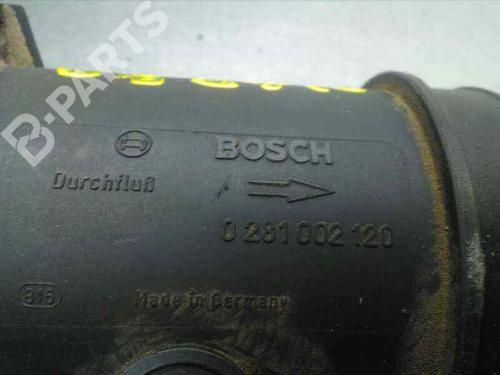 B-PARTS
BOSCH
Durchfluß
0 281 002 120
Made in Germany